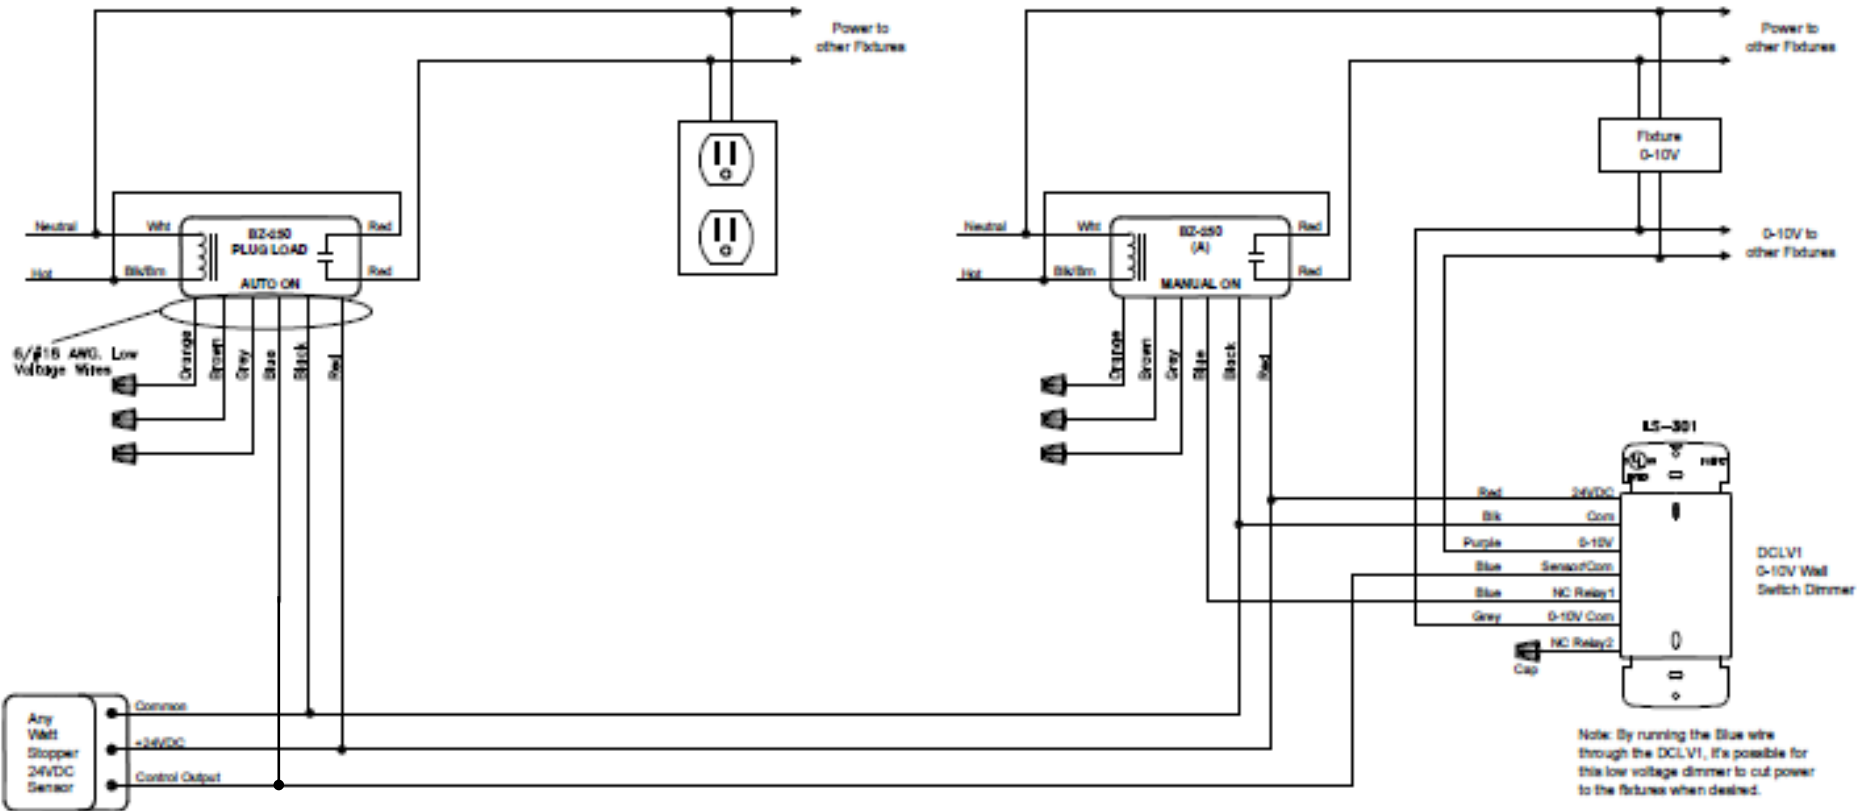 Power to
other Fixtures
Neutral
Wht
BZ-250
PLUG LOAD
Red
Hot
Blk/Brn
AUTO ON
Red
6/#16 AWG. Low
Voltage Wires
Orange
Brown
Grey
Blue
Black
Red
Power to
other Fixtures
Fixture
0-10V
Neutral
Wht
BZ-250
(A)
Red
Hot
Blk/Brn
MANUAL ON
Red
0-10V to
other Fixtures
Orange
Brown
Grey
Blue
Black
Red
ILS-301
Red
24VDC
Blk
Com
Purple
0-10V
Blue
Sensor/Com
Blue
NC Relay1
Grey
0-10V Com
NC Relay2
Cap
DCLV1
0-10V Wall
Switch Dimmer
Any
Watt
Stopper
24VDC
Sensor
Common
+24VDC
Control Output
Note: By running the Blue wire
through the DCLV1, it's possible for
this low voltage dimmer to cut power
to the fixtures when desired.